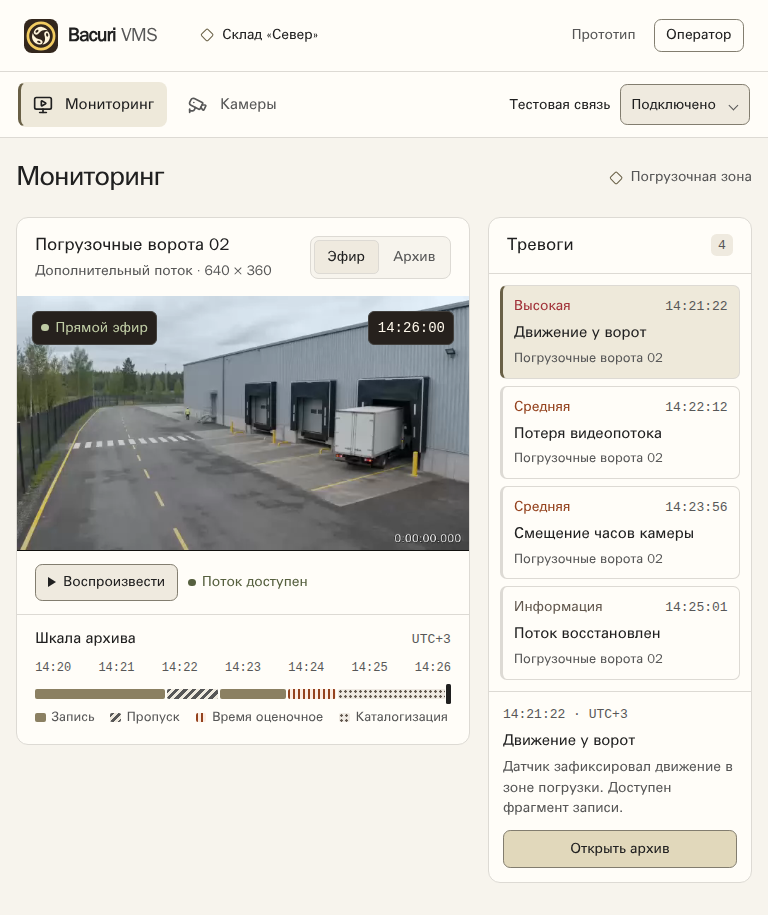 Bacuri VMS
Склад «Север»
Прототип
Оператор
Мониторинг
Камеры
Тестовая связь
Подключено
Мониторинг
Погрузочная зона
Погрузочные ворота 02
Дополнительный поток · 640 × 360
Эфир
Архив
Прямой эфир
14:26:00
0:00:00.000
Воспроизвести
Поток доступен
Шкала архива
UTC+3
14:20 14:21 14:22 14:23 14:24 14:25 14:26
Запись Пропуск Время оценочное Каталогизация
Тревоги
4
Высокая 14:21:22
Движение у ворот
Погрузочные ворота 02
Средняя 14:22:12
Потеря видеопотока
Погрузочные ворота 02
Средняя 14:23:56
Смещение часов камеры
Погрузочные ворота 02
Информация 14:25:01
Поток восстановлен
Погрузочные ворота 02
14:21:22 · UTC+3
Движение у ворот
Датчик зафиксировал движение в
зоне погрузки. Доступен
фрагмент записи.
Открыть архив